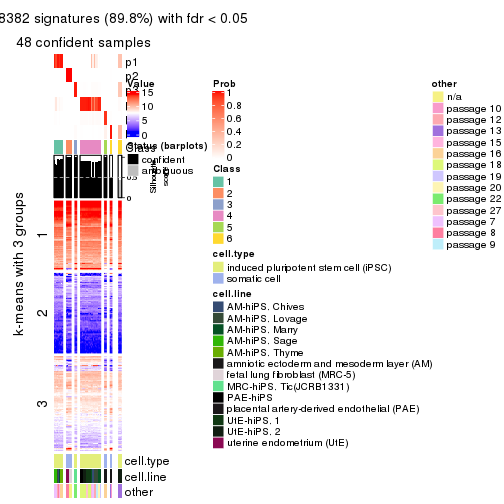 8382 signatures (89.8%) with fdr < 0.05
48 confident samples
p1
p2
Value
15
10
5
0
Class
Status (barplots)
confident
ambiguous
Silhouette
score
0.5
0
k-means with 3 groups
1
2
3
cell.type
cell.line
other
Prob
1
0.8
0.6
0.4
0.2
0
Class
1
2
3
4
5
6
cell.type
induced pluripotent stem cell (iPSC)
somatic cell
cell.line
AM-hiPS. Chives
AM-hiPS. Lovage
AM-hiPS. Marry
AM-hiPS. Sage
AM-hiPS. Thyme
amniotic ectoderm and mesoderm layer (AM)
fetal lung fibroblast (MRC-5)
MRC-hiPS. Tic(JCRB1331)
PAE-hiPS
placental artery-derived endothelial (PAE)
UtE-hiPS. 1
UtE-hiPS. 2
uterine endometrium (UtE)
other
n/a
passage 10
passage 12
passage 13
passage 15
passage 16
passage 18
passage 19
passage 20
passage 22
passage 27
passage 7
passage 8
passage 9